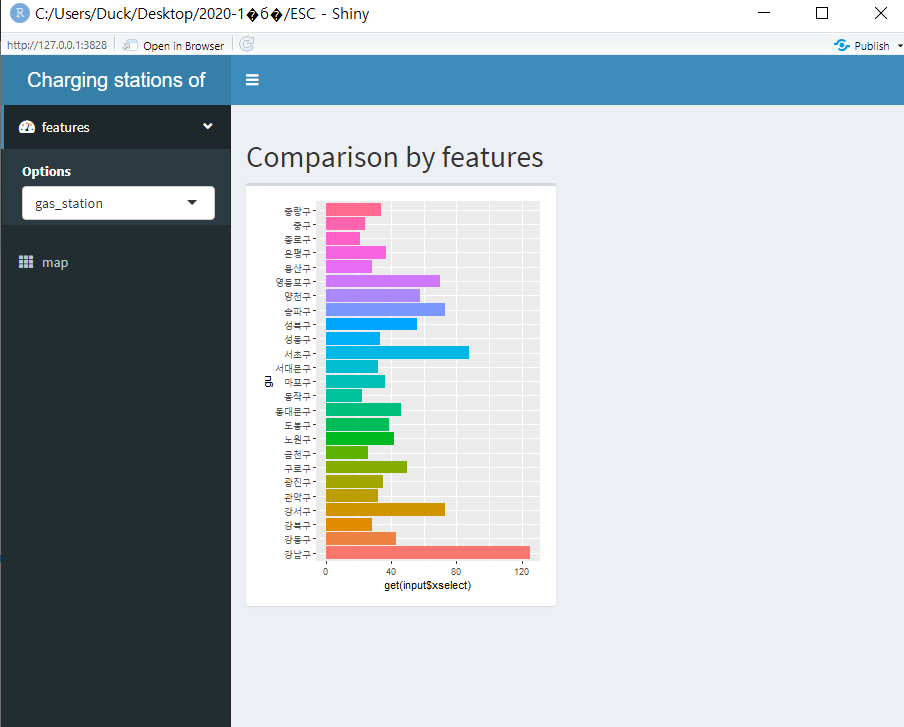 C:/Users/Duck/Desktop/2020-1�б�/ESC - Shiny
http://127.0.0.1:3828
Open in Browser
Publish
Charging stations of
features
Options
gas_station
map
Comparison by features
중랑구
중구
종로구
은평구
용산구
영등포구
양천구
송파구
성북구
성동구
서초구
서대문구
마포구
동작구
동대문구
도봉구
노원구
금천구
구로구
광진구
관악구
강서구
강북구
강동구
강남구
gu
0 40 80 120
get(input$xselect)